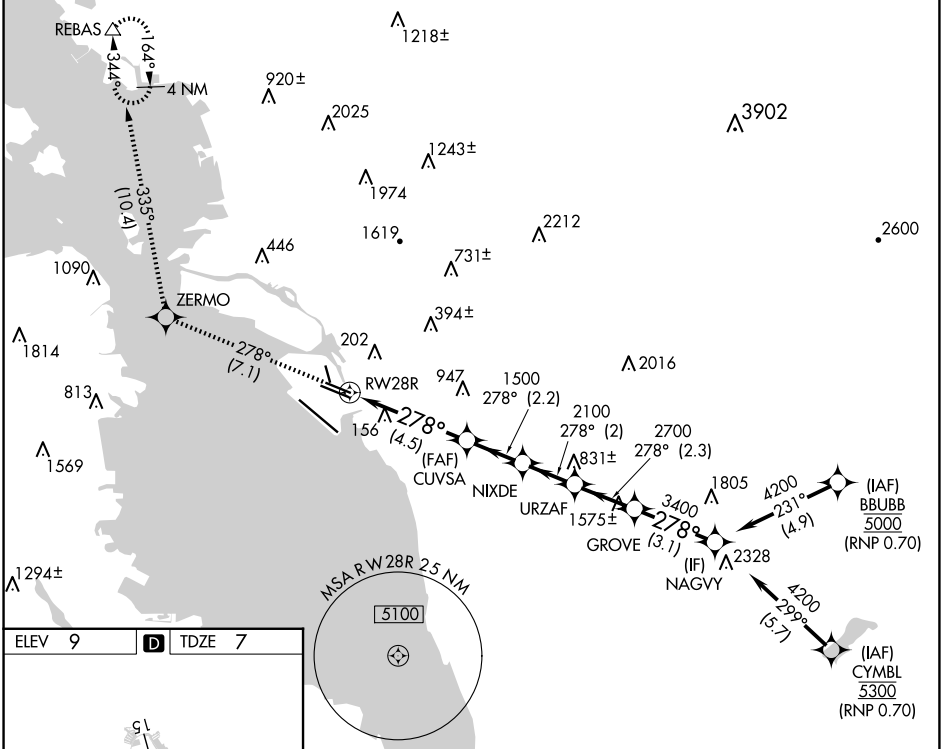 REBAS
164°
344°
4 NM
1218±
920±
2025
3902
1243±
1974
335°
(10.4)
1619
2212
2600
446
731±
1090
ZERMO
394±
1814
278°
(7.1)
202
RW28R
2016
947
1500
278° (2.2)
813
156
278°
(4.5)
2100
278° (2)
2700
278° (2.3)
1569
(FAF)
CUVSA
NIXDE
831±
URZAF
1575±
1805
4200
231°
(4.9)
(IAF)
BBUBB
5000
(RNP 0.70)
3400
278°
(3.1)
GROVE
(IF)
NAGVY
2328
1294±
MSA RW28R 25 NM
5100
4200
299°
(5.7)
(IAF)
CYMBL
5300
(RNP 0.70)
ELEV 9
D
TDZE 7
15